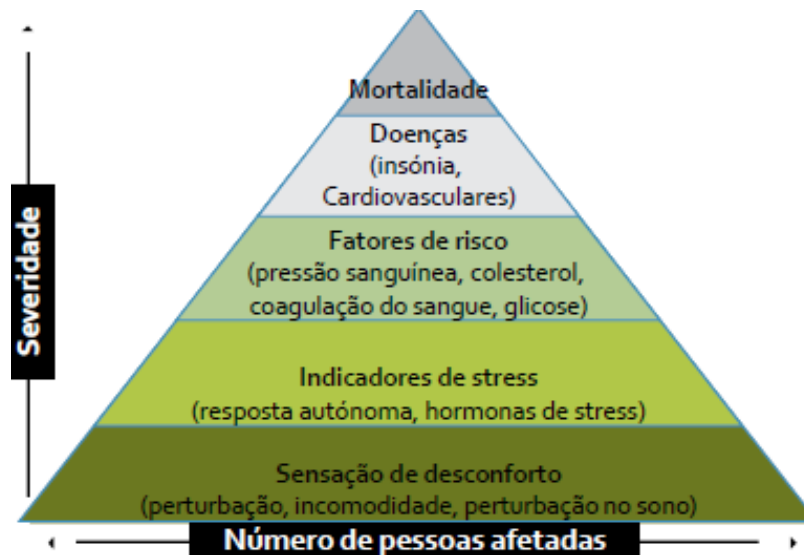 Mortalidade
Doenças
(insónia,
Cardiovasculares)
Fatores de risco
(pressão sanguínea, colesterol,
coagulação do sangue, glicose)
Indicadores de stress
(resposta autónoma, hormonas de stress)
Sensação de desconforto
(perturbação, incomodidade, perturbação no sono)
Severidade
Número de pessoas afetadas